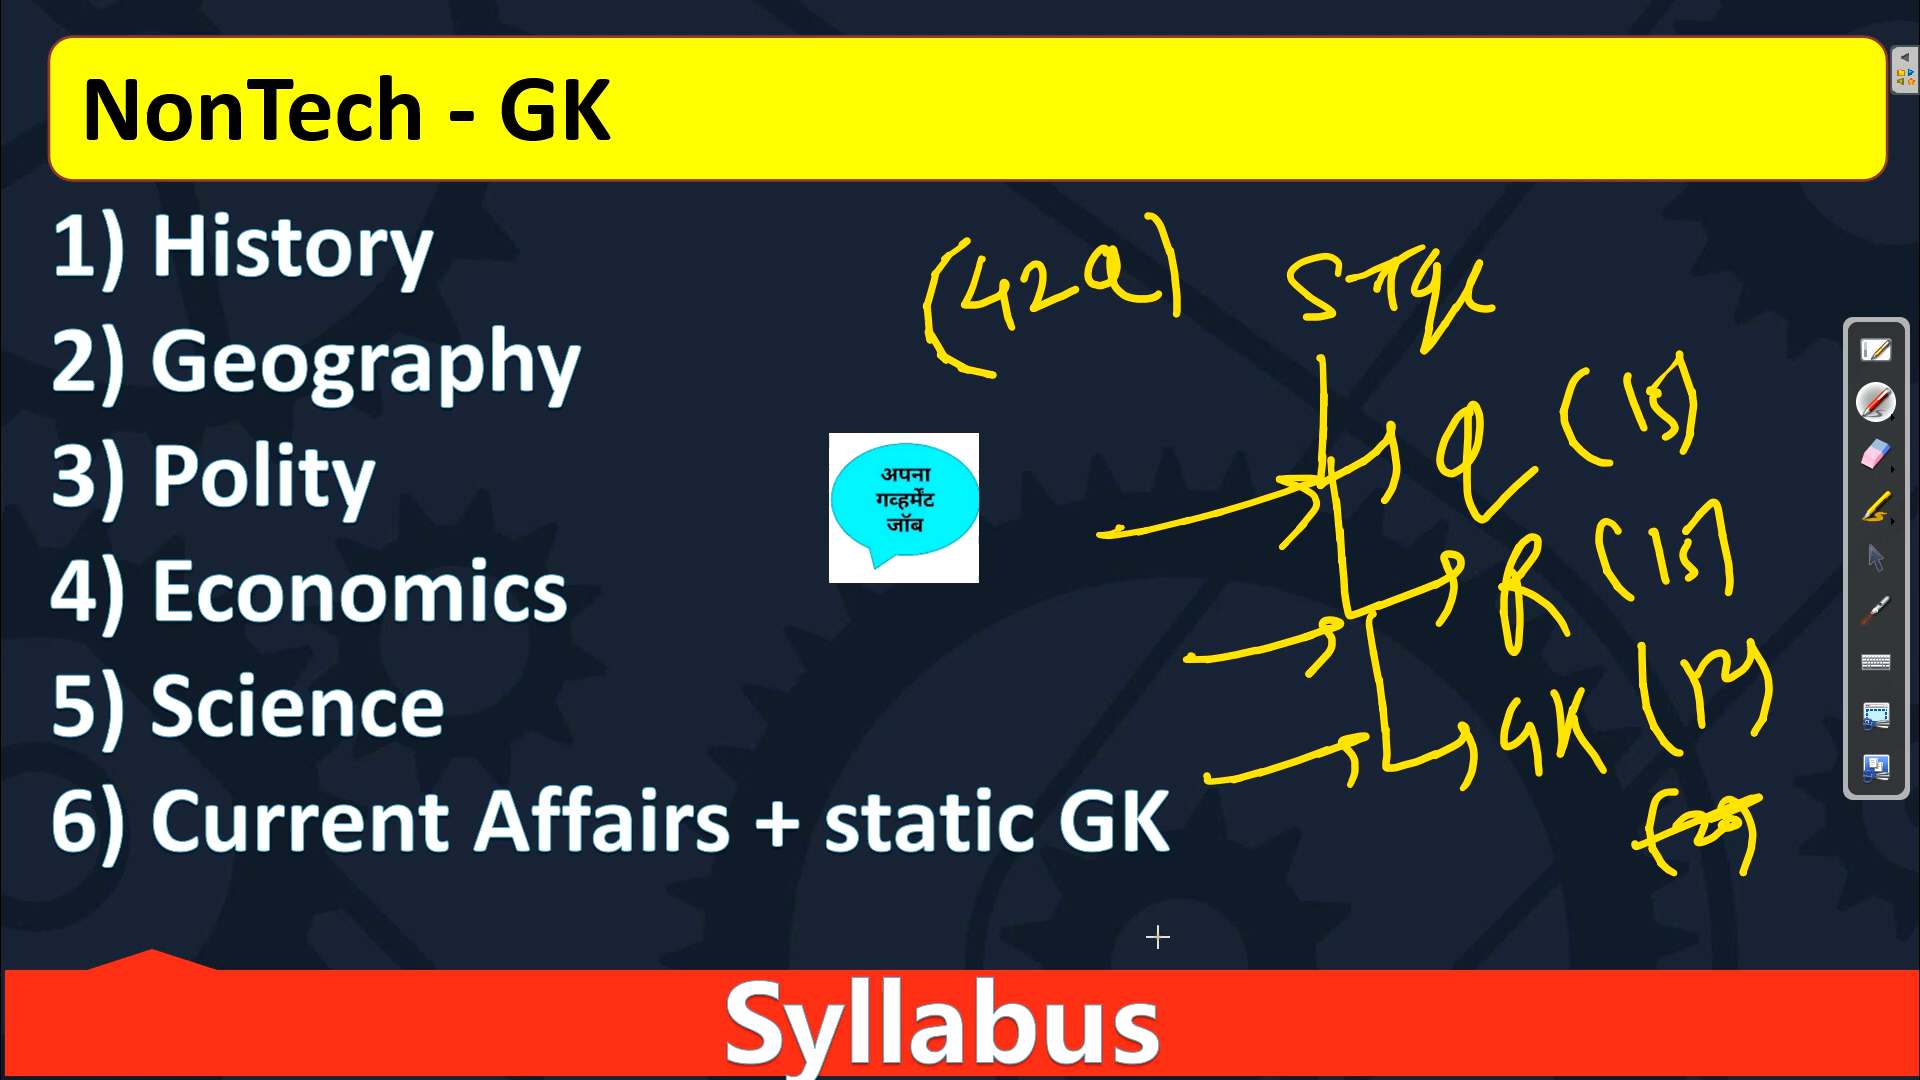 NonTech - GK
1) History
2) Geography
3) Polity
4) Economics
5) Science
6) Current Affairs + static GK
अपना
गव्हर्मेंट
जॉब
(42Q)
Q (15)
R (15)
GK (12)
Syllabus